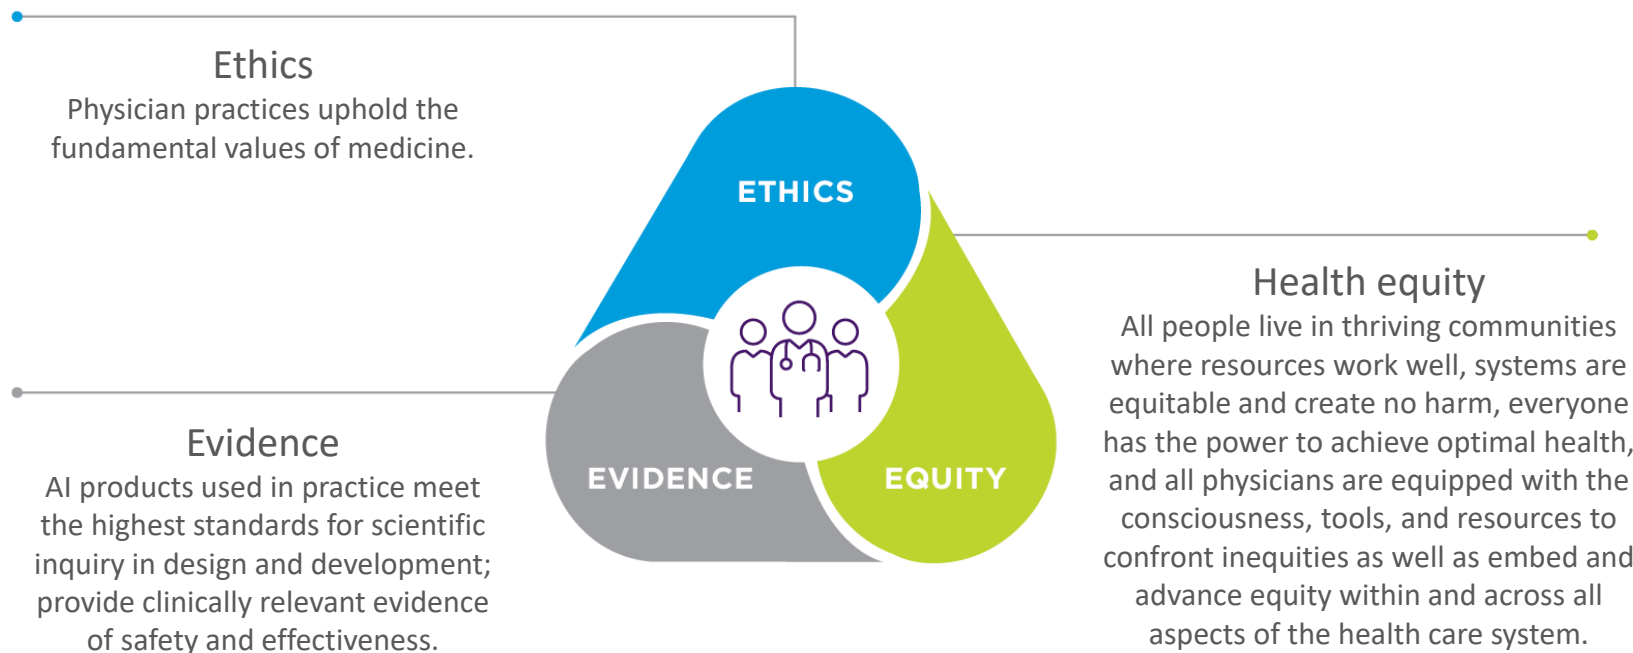 Ethics
Physician practices uphold the
fundamental values of medicine.
ETHICS
Health equity
All people live in thriving communities
where resources work well, systems are
equitable and create no harm, everyone
has the power to achieve optimal health,
and all physicians are equipped with the
consciousness, tools, and resources to
confront inequities as well as embed and
advance equity within and across all
aspects of the health care system.
Evidence
AI products used in practice meet
the highest standards for scientific
inquiry in design and development;
provide clinically relevant evidence
of safety and effectiveness.
EVIDENCE
EQUITY